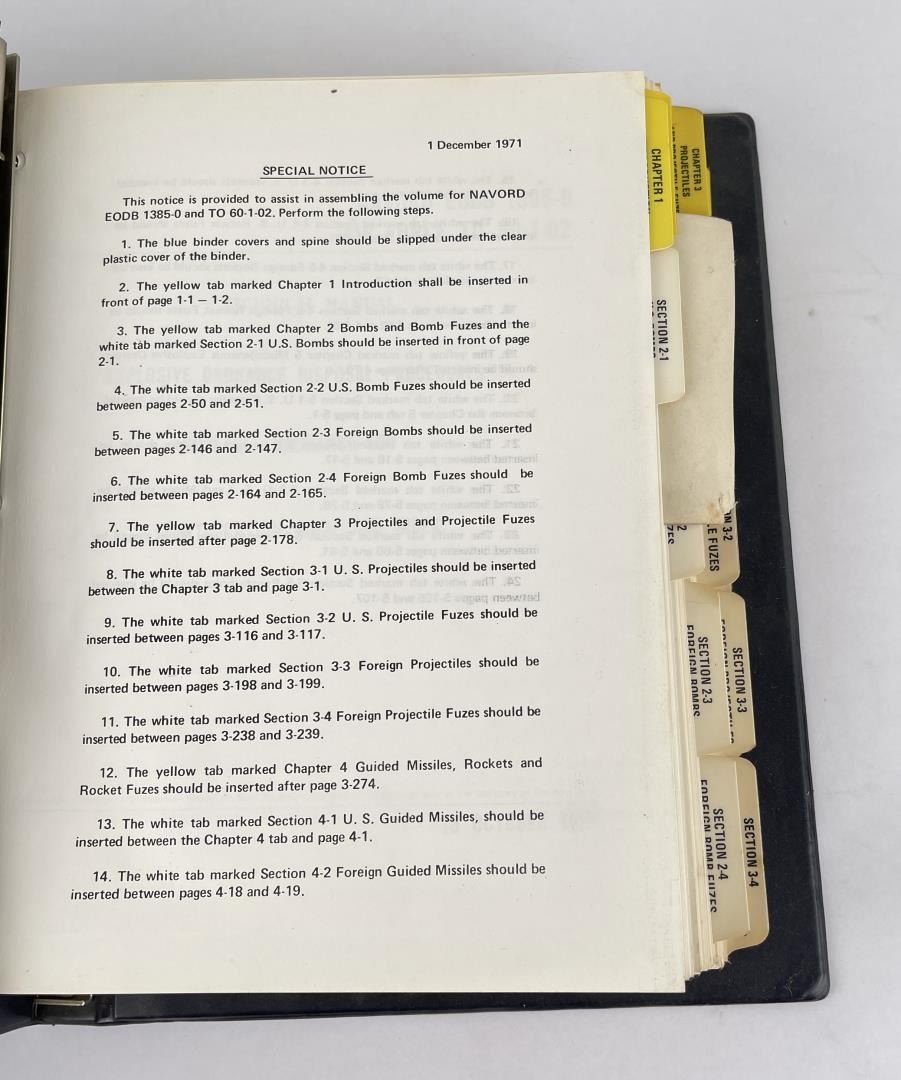 1 December 1971
SPECIAL NOTICE
This notice is provided to assist in assembling the volume for NAVORD
EODB 1385-0 and TO 60-1-02. Perform the following steps.
1. The blue binder covers and spine should be slipped under the clear
plastic cover of the binder.
2. The yellow tab marked Chapter 1 Introduction shall be inserted in
front of page 1-1 — 1-2.
3. The yellow tab marked Chapter 2 Bombs and Bomb Fuzes and the
white tab marked Section 2-1 U.S. Bombs should be inserted in front of page
2-1.
4. The white tab marked Section 2-2 U.S. Bomb Fuzes should be inserted
between pages 2-50 and 2-51.
5. The white tab marked Section 2-3 Foreign Bombs should be inserted
between pages 2-146 and 2-147.
6. The white tab marked Section 2-4 Foreign Bomb Fuzes should be
inserted between pages 2-164 and 2-165.
7. The yellow tab marked Chapter 3 Projectiles and Projectile Fuzes
should be inserted after page 2-178.
8. The white tab marked Section 3-1 U. S. Projectiles should be inserted
between the Chapter 3 tab and page 3-1.
9. The white tab marked Section 3-2 U. S. Projectile Fuzes should be
inserted between pages 3-116 and 3-117.
10. The white tab marked Section 3-3 Foreign Projectiles should be
inserted between pages 3-198 and 3-199.
11. The white tab marked Section 3-4 Foreign Projectile Fuzes should be
inserted between pages 3-238 and 3-239.
12. The yellow tab marked Chapter 4 Guided Missiles, Rockets and
Rocket Fuzes should be inserted after page 3-274.
13. The white tab marked Section 4-1 U. S. Guided Missiles, should be
inserted between the Chapter 4 tab and page 4-1.
14. The white tab marked Section 4-2 Foreign Guided Missiles should be
inserted between pages 4-18 and 4-19.
CHAPTER 1
CHAPTER 3
PROJECTILES
SECTION 2-1
3-2
FUZES
SECTION 2-3
FOREIGN BOMBS
SECTION 3-3
SECTION 2-4
FOREIGN BOMB FUZES
SECTION 3-4